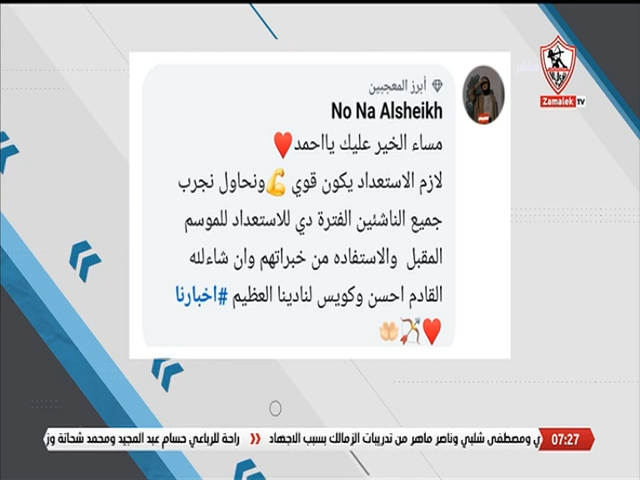 أبرز المعجبين
No Na Alsheikh
مساء الخير عليك يااحمد❤️
لازم الاستعداد يكون قوي 💪ونحاول نجرب
جميع الناشئين الفترة دي للاستعداد للموسم
المقبل والاستفاده من خبراتهم وان شاءلله
القادم احسن وكويس لنادينا العظيم #اخبارنا
❤️🏹🤲🏻
Zamalek TV
07:27
ي ومصطفى شلبي وناصر ماهر من تدريبات الزمالك بسبب الاجهاد » راحة للرباعي حسام عبد المجيد ومحمد شحاتة وز